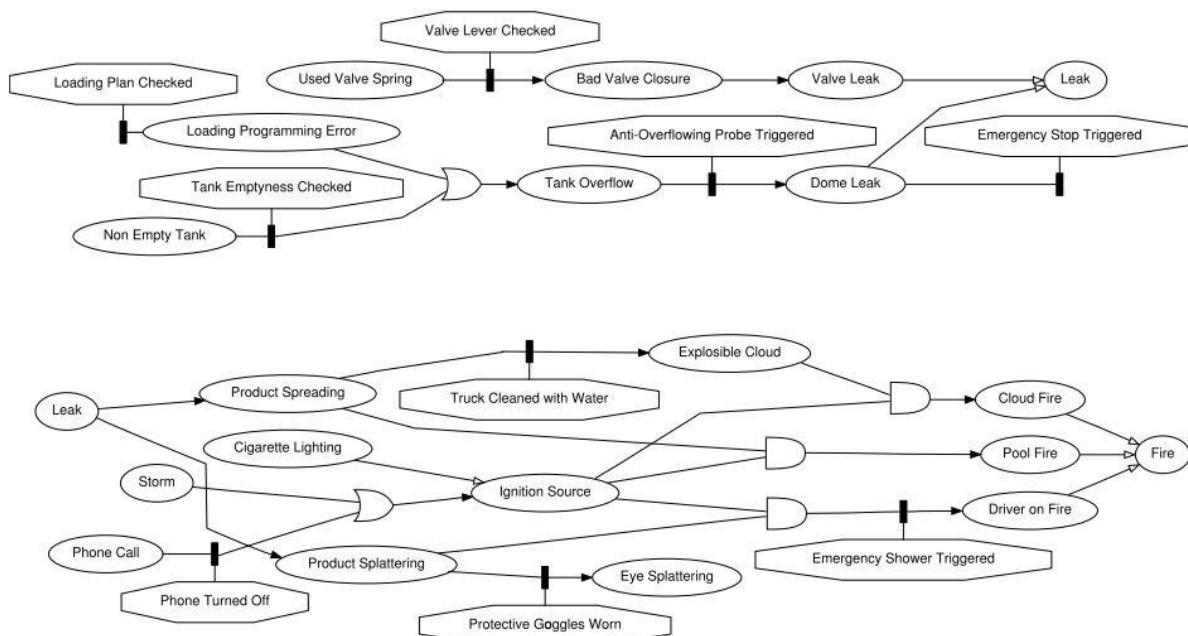 Valve Lever Checked
Loading Plan Checked
Used Valve Spring
Bad Valve Closure
Valve Leak
Leak
Loading Programming Error
Anti-Overflowing Probe Triggered
Emergency Stop Triggered
Tank Emptyness Checked
Tank Overflow
Dome Leak
Non Empty Tank
Explosible Cloud
Product Spreading
Truck Cleaned with Water
Cloud Fire
Leak
Cigarette Lighting
Pool Fire
Fire
Storm
Ignition Source
Driver on Fire
Phone Call
Product Splattering
Emergency Shower Triggered
Eye Splattering
Phone Turned Off
Protective Goggles Worn